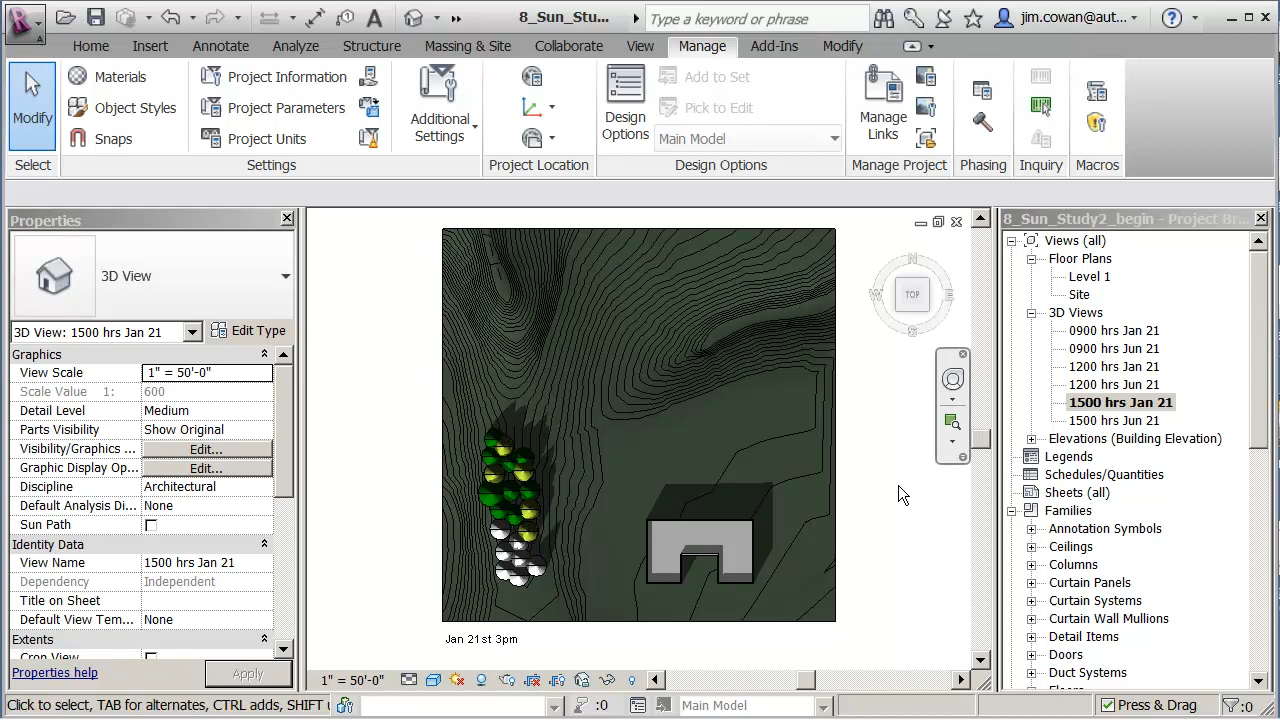 8_Sun_Stu...
Type a keyword or phrase
jim.cowan@aut...
Home Insert Annotate Analyze Structure Massing & Site Collaborate View Manage Add-Ins Modify
Modify
Materials
Object Styles
Snaps
Project Information
Project Parameters
Project Units
Additional
Settings
Design
Options
Add to Set
Pick to Edit
Main Model
Manage
Links
Select Settings Project Location Design Options Manage Project Phasing Inquiry Macros
Properties
3D View
3D View: 1500 hrs Jan 21
Edit Type
Graphics
View Scale 1" = 50'-0"
Scale Value 1: 600
Detail Level Medium
Parts Visibility Show Original
Visibility/Graphics ... Edit...
Graphic Display Op... Edit...
Discipline Architectural
Default Analysis Di... None
Sun Path
Identity Data
View Name 1500 hrs Jan 21
Dependency Independent
Title on Sheet
Default View Tem... None
Extents
Crop View
Properties help
Apply
N
W TOP E
S
Jan 21st 3pm
1" = 50'-0"
8_Sun_Study2_begin - Project Br...
Views (all)
Floor Plans
Level 1
Site
3D Views
0900 hrs Jan 21
0900 hrs Jun 21
1200 hrs Jan 21
1200 hrs Jun 21
1500 hrs Jan 21
1500 hrs Jun 21
Elevations (Building Elevation)
Legends
Schedules/Quantities
Sheets (all)
Families
Annotation Symbols
Ceilings
Columns
Curtain Panels
Curtain Systems
Curtain Wall Mullions
Detail Items
Doors
Duct Systems
Click to select, TAB for alternates, CTRL adds, SHIFT u
:0
Main Model
Press & Drag
:0